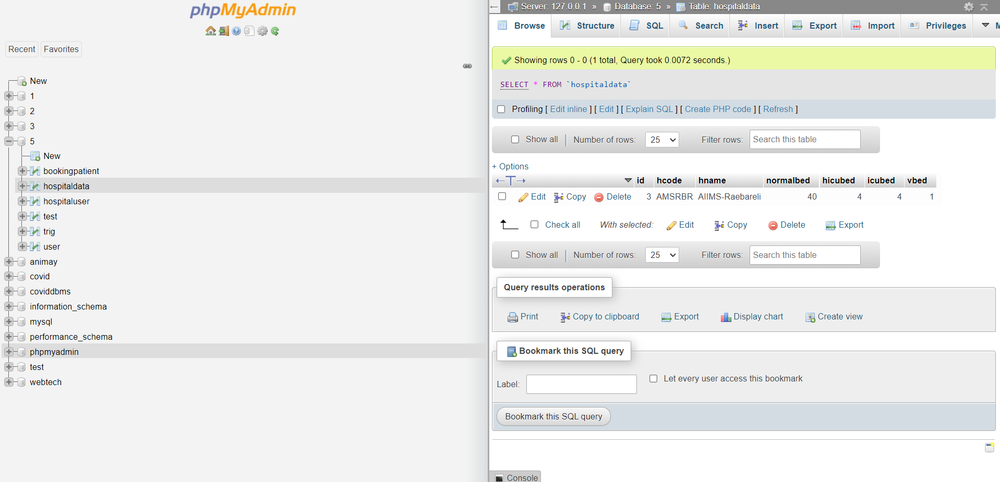 phpMyAdmin
Recent Favorites
New
1
2
3
5
New
bookingpatient
hospitaldata
hospitaluser
test
trig
user
animay
covid
coviddbms
information_schema
mysql
performance_schema
phpmyadmin
test
webtech
Server: 127.0.0.1 » Database: 5 » Table: hospitaldata
Browse Structure SQL Search Insert Export Import Privileges
Showing rows 0 - 0 (1 total, Query took 0.0072 seconds.)
SELECT * FROM `hospitaldata`
Profiling [ Edit inline ] [ Edit ] [ Explain SQL ] [ Create PHP code ] [ Refresh ]
Show all | Number of rows: 25 Filter rows: Search this table
+ Options
←T→ id hcode hname normalbed hicubed icubed vbed
Edit Copy Delete 3 AMSRBR AIIMS-Raebareli 40 4 4 1
Check all With selected: Edit Copy Delete Export
Show all | Number of rows: 25 Filter rows: Search this table
Query results operations
Print Copy to clipboard Export Display chart Create view
Bookmark this SQL query
Label: Let every user access this bookmark
Bookmark this SQL query
Console